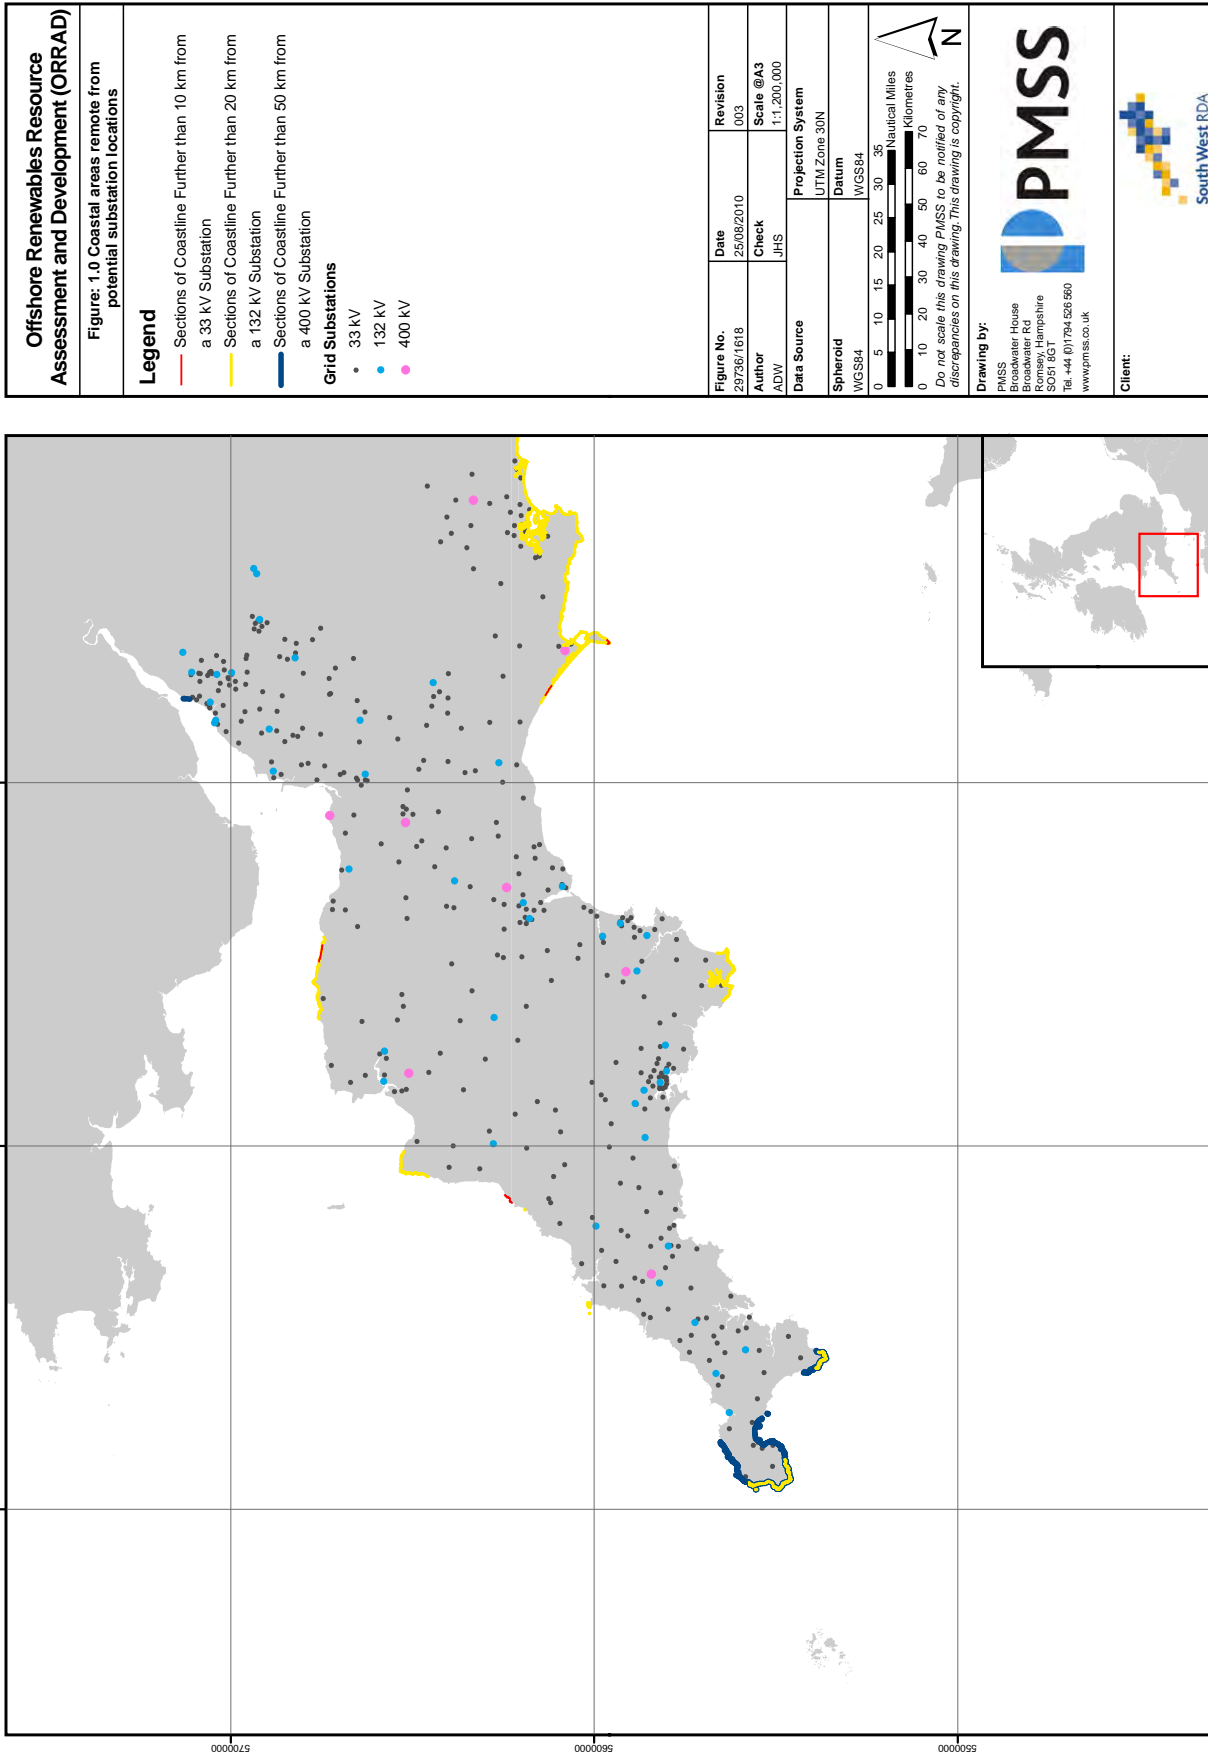 Offshore Renewables Resource
Assessment and Development (ORRAD)
Figure: 1.0 Coastal areas remote from
potential substation locations
Legend
Sections of Coastline Further than 10 km from
a 33 kV Substation
Sections of Coastline Further than 20 km from
a 132 kV Substation
Sections of Coastline Further than 50 km from
a 400 kV Substation
Grid Substations
33 kV
132 kV
400 kV
Figure No.
29736/1618
Date
25/08/2010
Revision
003
Author
ADW
Check
JHS
Scale @A3
1:1,200,000
Data Source
Projection System
UTM Zone 30N
Spheroid
WGS84
Datum
WGS84
0 5 10 15 20 25 30 35
Nautical Miles
Kilometres
0 10 20 30 40 50 60 70
N
Do not scale this drawing PMSS to be notified of any
discrepancies on this drawing. This drawing is copyright.
Drawing by:
PMSS
Broadwater House
Broadwater Rd
Romsey, Hampshire
SO51 8GT
Tel. +44 (0)1794 526 560
www.pmss.co.uk
PMSS
Client:
South West RDA
5700000
5600000
5500000